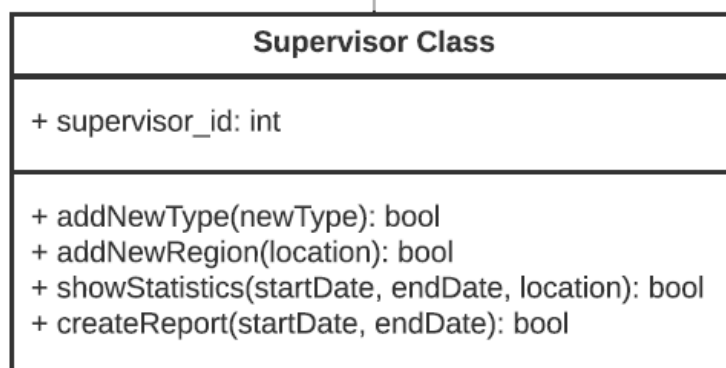 Supervisor Class
+ supervisor_id: int
+ addNewType(newType): bool
+ addNewRegion(location): bool
+ showStatistics(startDate, endDate, location): bool
+ createReport(startDate, endDate): bool